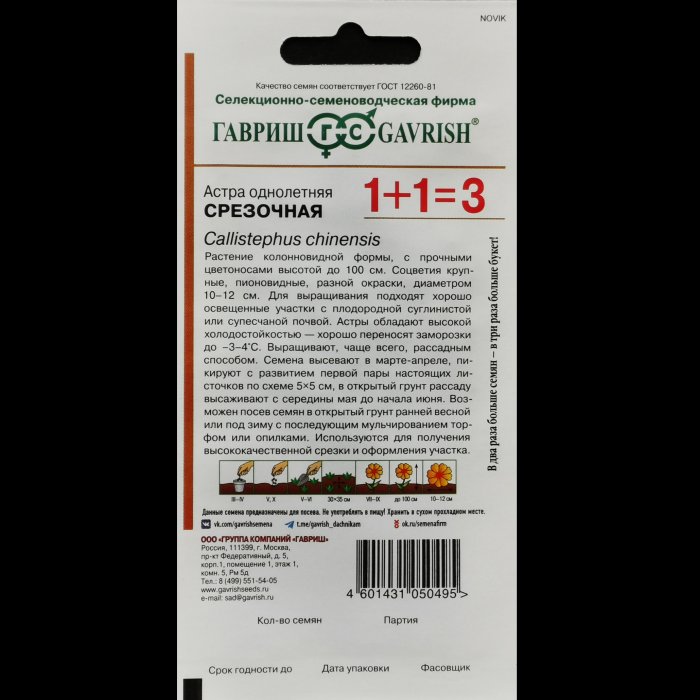 NOVIK
Качество семян соответствует ГОСТ 12260-81
Селекционно-семеноводческая фирма
ГАВРИШ ГС GAVRISH®
Астра однолетняя
СРЕЗОЧНАЯ
1+1=3
Callistephus chinensis
Растение колонновидной формы, с прочными
цветоносами высотой до 100 см. Соцветия круп-
ные, пионовидные, разной окраски, диаметром
10–12 см. Для выращивания подходят хорошо
освещенные участки с плодородной суглинистой
или супесчаной почвой. Астры обладают высокой
холодостойкостью — хорошо переносят заморозки
до –3–4°С. Выращивают, чаще всего, рассадным
способом. Семена высевают в марте-апреле, пи-
кируют с развитием первой пары настоящих ли-
сточков по схеме 5×5 см, в открытый грунт рассаду
высаживают с середины мая до начала июня. Воз-
можен посев семян в открытый грунт ранней весной
или под зиму с последующим мульчированием тор-
фом или опилками. Используются для получения
высококачественной срезки и оформления участка.
В два раза больше семян – в три раза больше букет!
III–IV V, X V–VI 30×35 см VII–IX до 100 см 10–12 см
Данные семена предназначены для посева. Не употреблять в пищу! Хранить в сухом прохладном месте.
vk.com/gavrishsemena t.me/gavrish_dachnikam ok.ru/semenafirm
ООО «ГРУППА КОМПАНИЙ «ГАВРИШ»
Россия, 111399, г. Москва,
пр-кт Федеративный, д. 5,
корп.1, помещение 1, этаж 1,
комн. 5, Рм 5д
Тел.: 8 (499) 551-54-05
www.gavrishseeds.ru
e-mail: sad@gavrish.ru
4 601431 050495 >
Кол-во семян Партия
Срок годности до Дата упаковки Фасовщик